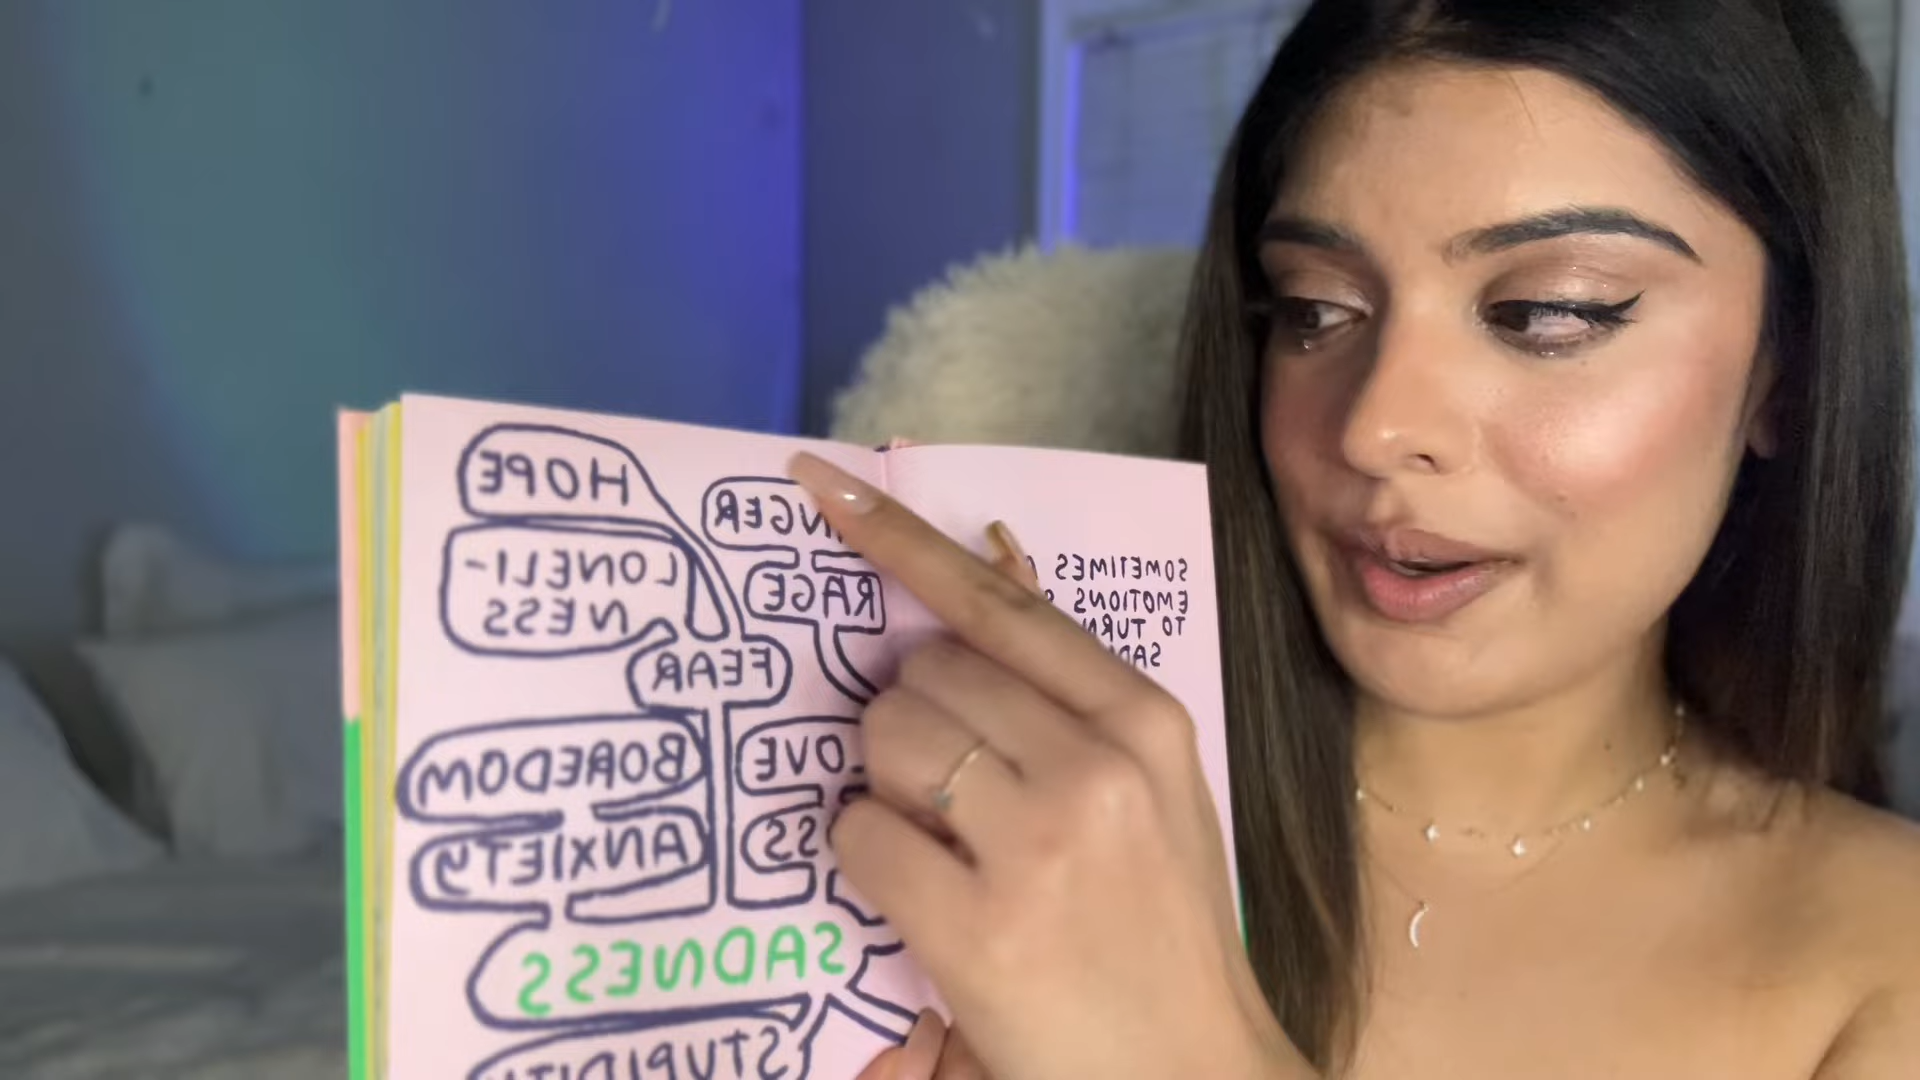 SOMETIMES
EMOTIONS
TO TURN
HOPE
LONELI-
NESS
RAGE
FEAR
BOREDOM
ANXIETY
SADNESS